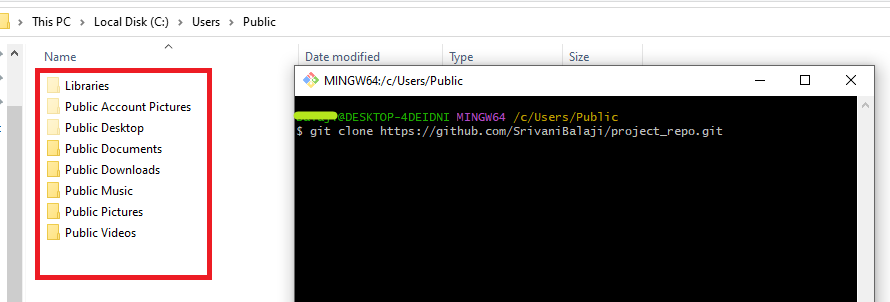 This PC > Local Disk (C:) > Users > Public
Name Date modified Type Size
Libraries
Public Account Pictures
Public Desktop
Public Documents
Public Downloads
Public Music
Public Pictures
Public Videos
MINGW64:/c/Users/Public
@DESKTOP-4DEIDNI MINGW64 /c/Users/Public
$ git clone https://github.com/SrivaniBalaji/project_repo.git